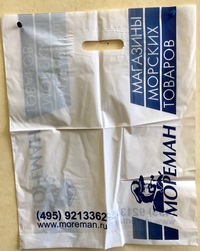 МАГАЗИНЫ
МОРСКИХ
ТОВАРОВ
МОРЕМАН
(495) 9213362
www.moreman.ru